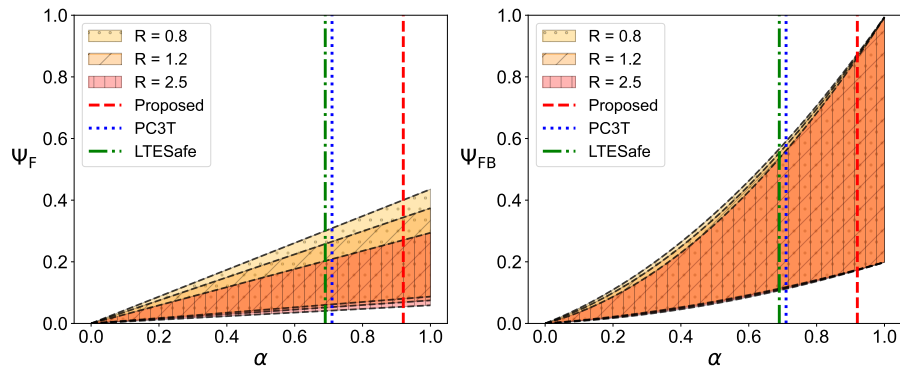 1.0
0.8
0.6
0.4
0.2
0.0
Ψ_F
R = 0.8
R = 1.2
R = 2.5
Proposed
PC3T
LTESafe
0.0 0.2 0.4 0.6 0.8 1.0
α
1.0
0.8
0.6
0.4
0.2
0.0
Ψ_FB
R = 0.8
R = 1.2
R = 2.5
Proposed
PC3T
LTESafe
0.0 0.2 0.4 0.6 0.8 1.0
α